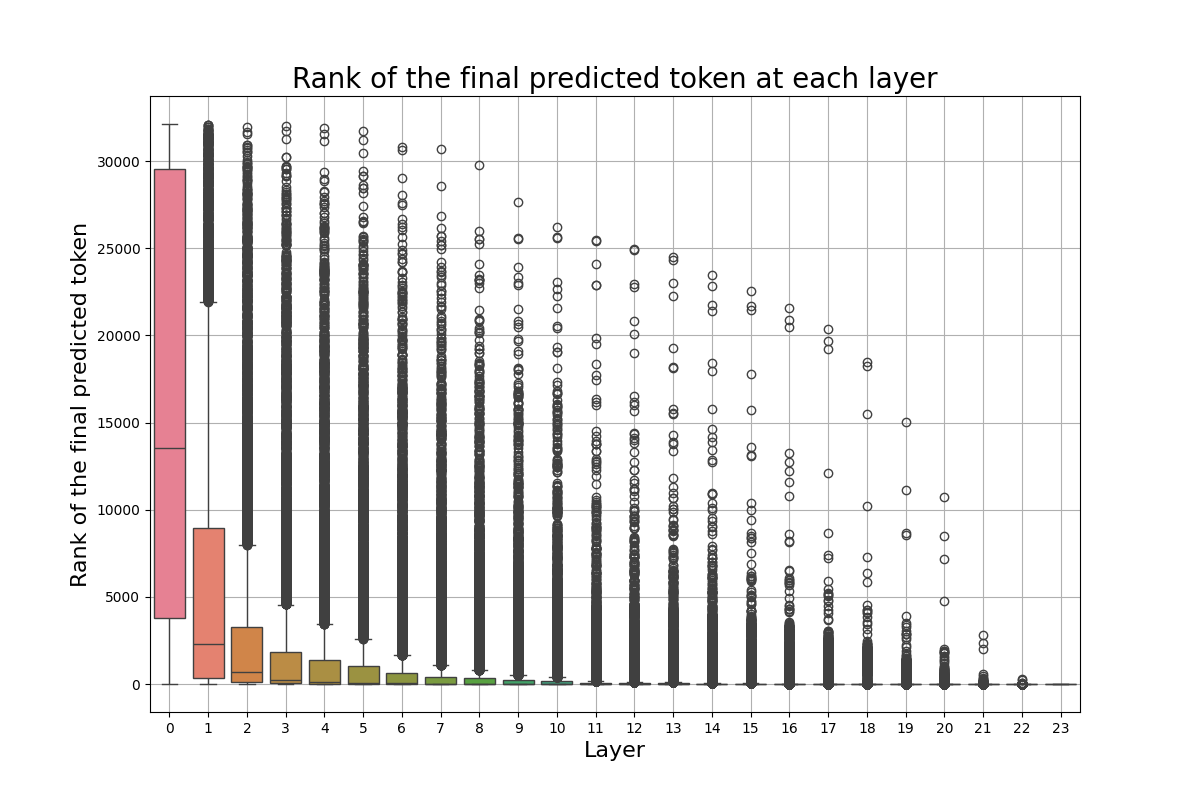 Rank of the final predicted token at each layer
Rank of the final predicted token
30000
25000
20000
15000
10000
5000
0
0 1 2 3 4 5 6 7 8 9 10 11 12 13 14 15 16 17 18 19 20 21 22 23
Layer